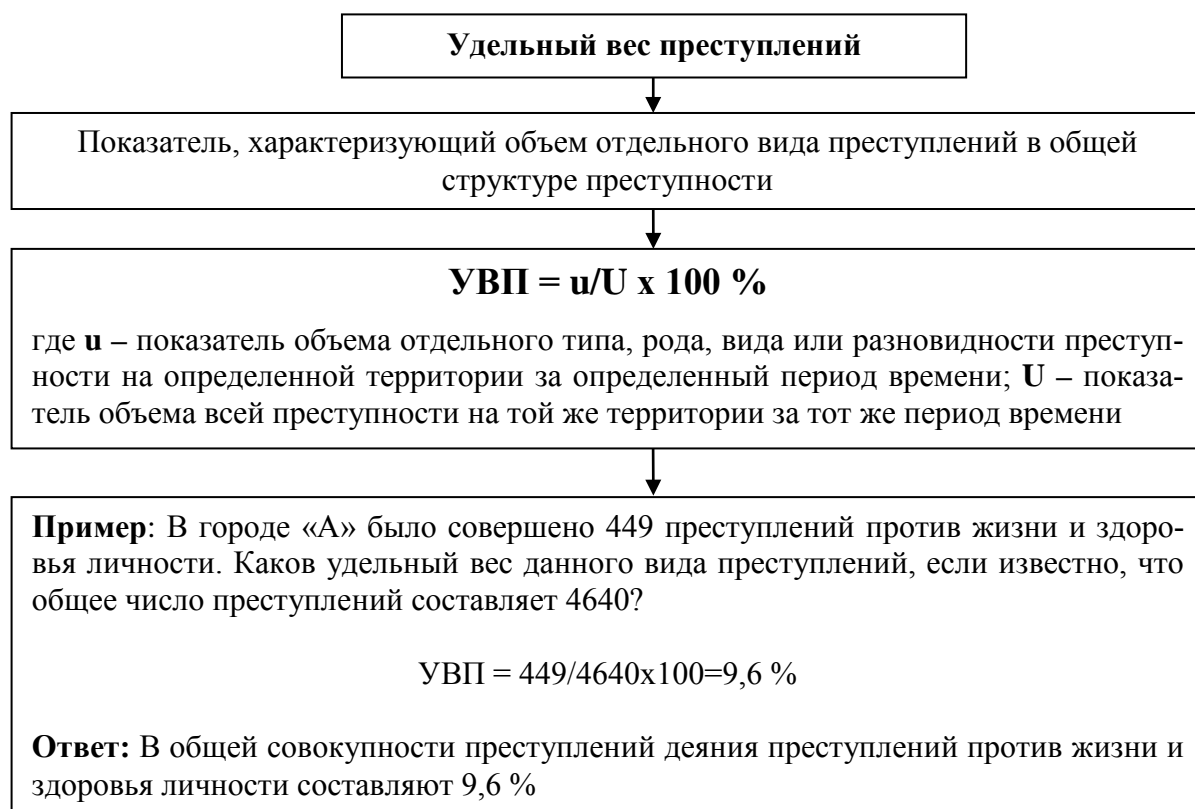 Удельный вес преступлений
Показатель, характеризующий объем отдельного вида преступлений в общей
структуре преступности
УВП = u/U x 100 %
где u – показатель объема отдельного типа, рода, вида или разновидности преступ-
ности на определенной территории за определенный период времени; U – показа-
тель объема всей преступности на той же территории за тот же период времени
Пример: В городе «А» было совершено 449 преступлений против жизни и здоро-
вья личности. Каков удельный вес данного вида преступлений, если известно, что
общее число преступлений составляет 4640?
УВП = 449/4640x100=9,6 %
Ответ: В общей совокупности преступлений деяния преступлений против жизни и
здоровья личности составляют 9,6 %